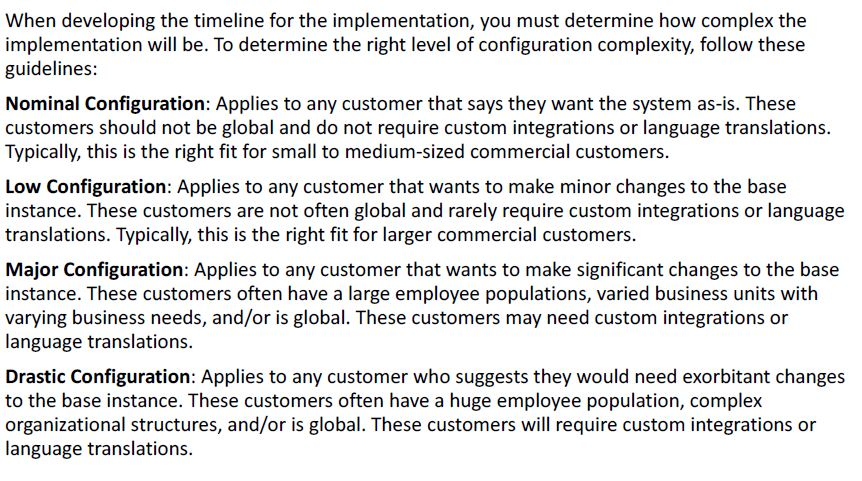 When developing the timeline for the implementation, you must determine how complex the
implementation will be. To determine the right level of configuration complexity, follow these
guidelines:
Nominal Configuration: Applies to any customer that says they want the system as-is. These
customers should not be global and do not require custom integrations or language translations.
Typically, this is the right fit for small to medium-sized commercial customers.
Low Configuration: Applies to any customer that wants to make minor changes to the base
instance. These customers are not often global and rarely require custom integrations or language
translations. Typically, this is the right fit for larger commercial customers.
Major Configuration: Applies to any customer that wants to make significant changes to the base
instance. These customers often have a large employee populations, varied business units with
varying business needs, and/or is global. These customers may need custom integrations or
language translations.
Drastic Configuration: Applies to any customer who suggests they would need exorbitant changes
to the base instance. These customers often have a huge employee population, complex
organizational structures, and/or is global. These customers will require custom integrations or
language translations.